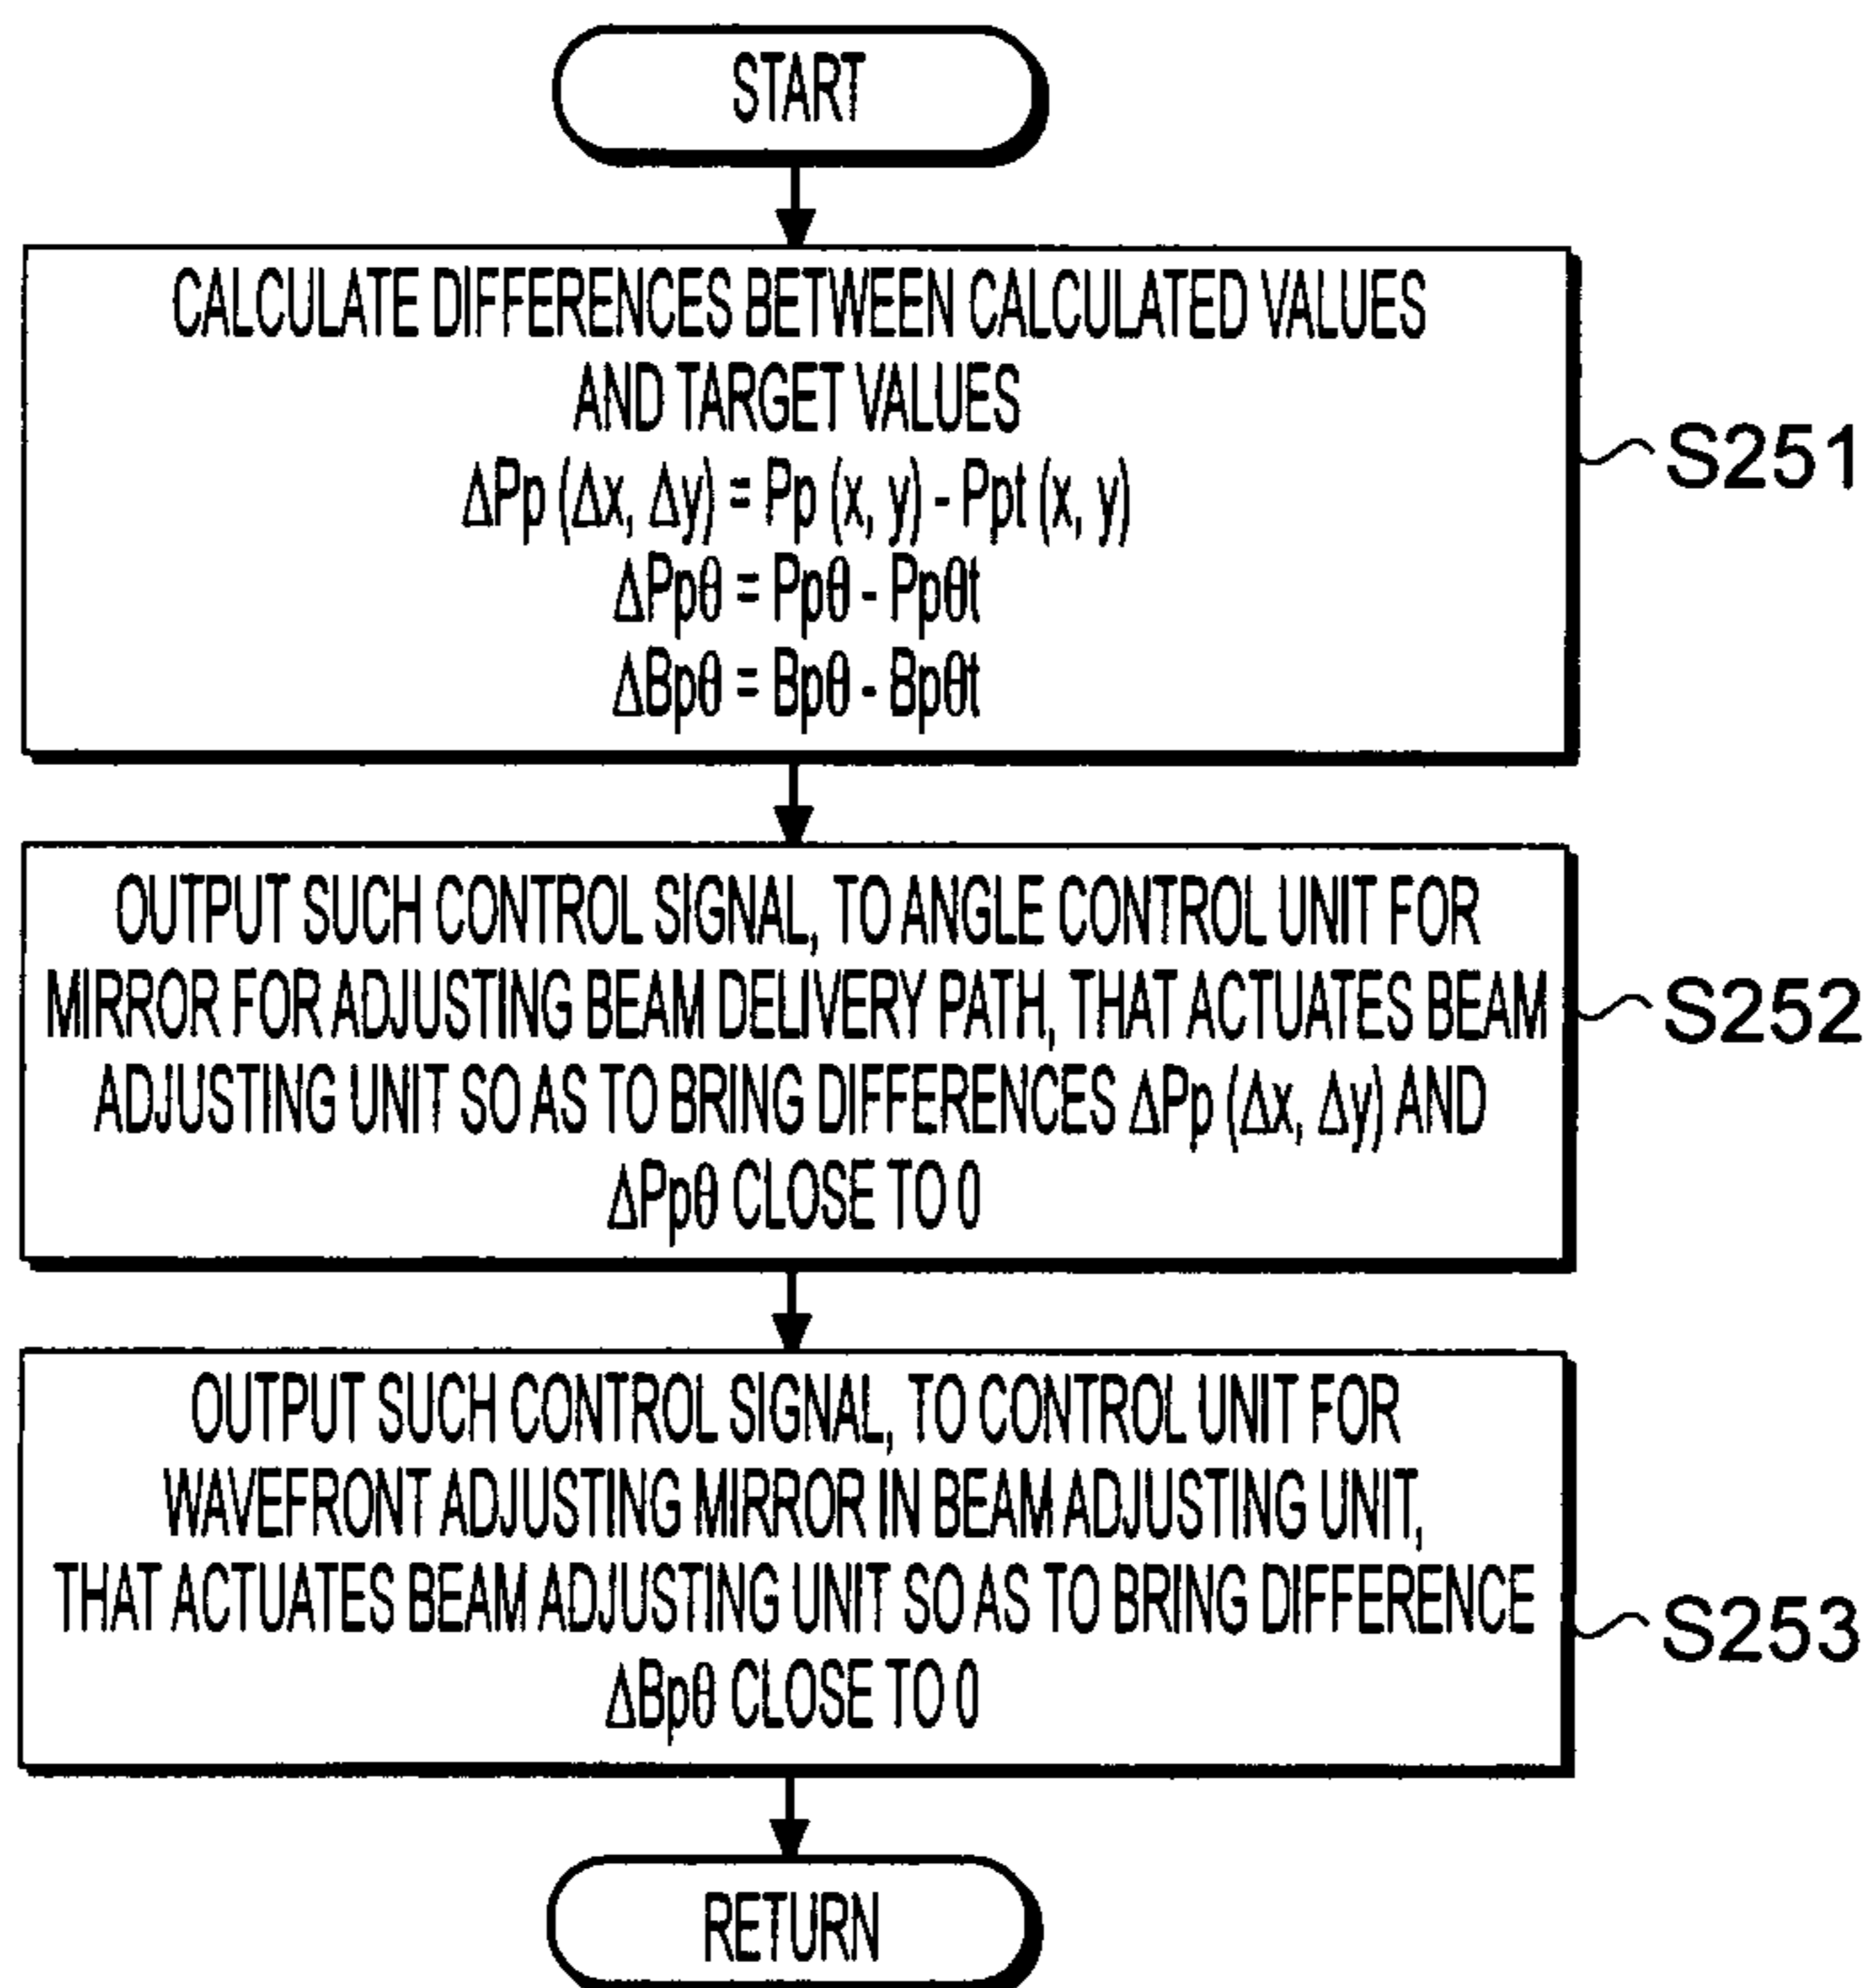 START
CALCULATE DIFFERENCES BETWEEN CALCULATED VALUES
AND TARGET VALUES
ΔPp (Δx, Δy) = Pp (x, y) - Ppt (x, y)
ΔPpθ = Ppθ - Ppθt
ΔBpθ = Bpθ - Bpθt
S251
OUTPUT SUCH CONTROL SIGNAL, TO ANGLE CONTROL UNIT FOR
MIRROR FOR ADJUSTING BEAM DELIVERY PATH, THAT ACTUATES BEAM
ADJUSTING UNIT SO AS TO BRING DIFFERENCES ΔPp (Δx, Δy) AND
ΔPpθ CLOSE TO 0
S252
OUTPUT SUCH CONTROL SIGNAL, TO CONTROL UNIT FOR
WAVEFRONT ADJUSTING MIRROR IN BEAM ADJUSTING UNIT,
THAT ACTUATES BEAM ADJUSTING UNIT SO AS TO BRING DIFFERENCE
ΔBpθ CLOSE TO 0
S253
RETURN